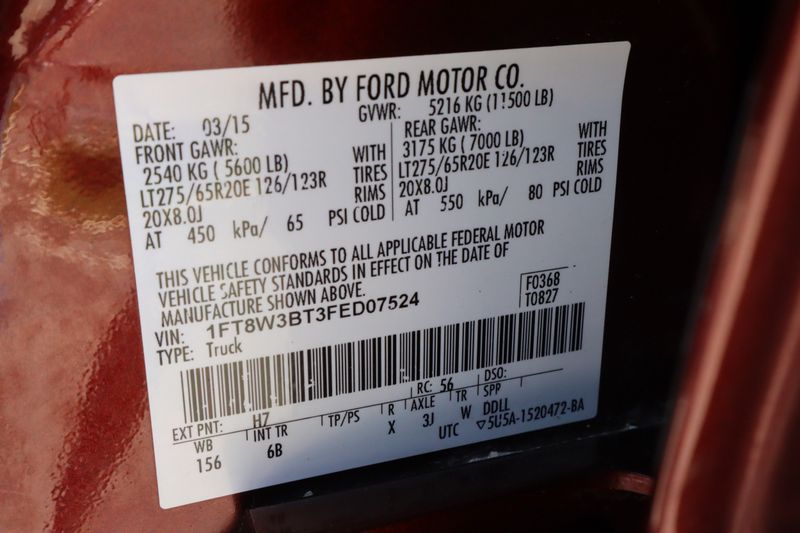 MFD. BY FORD MOTOR CO.
DATE: 03/15 GVWR: 5216 KG (11500 LB)
FRONT GAWR: REAR GAWR:
2540 KG ( 5600 LB) WITH 3175 KG ( 7000 LB) WITH
LT275/65R20E 126/123R TIRES LT275/65R20E 126/123R TIRES
20X8.0J RIMS 20X8.0J RIMS
AT 450 kPa/ 65 PSI COLD AT 550 kPa/ 80 PSI COLD
THIS VEHICLE CONFORMS TO ALL APPLICABLE FEDERAL MOTOR
VEHICLE SAFETY STANDARDS IN EFFECT ON THE DATE OF
MANUFACTURE SHOWN ABOVE.
F0368
VIN: 1FT8W3BT3FED07524 T0827
TYPE: Truck
RC: 56 DSO:
EXT PNT: H7
WB INT TR TP/PS R AXLE TR SPP
156 6B X 3J W DDLL
UTC ▽5U5A-1520472-BA